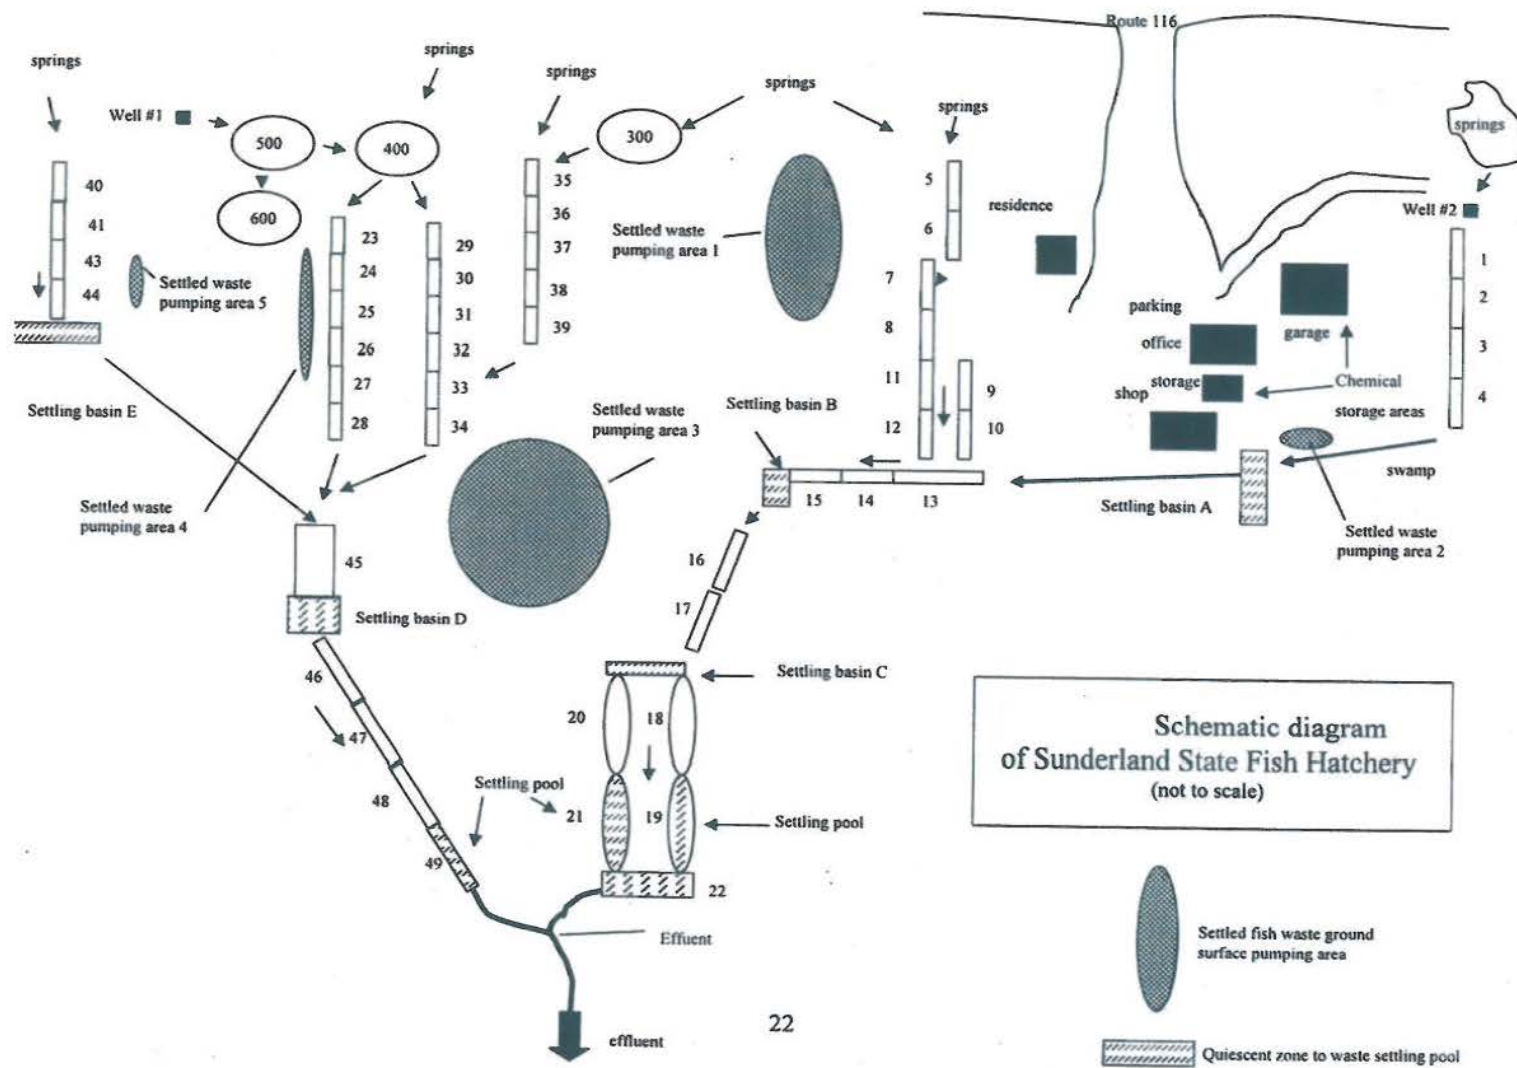 Route 116
springs
springs
springs
springs
springs
springs
Well #1
500
400
300
600
40
41
43
44
Settled waste
pumping area 5
23
24
25
26
27
28
29
30
31
32
33
34
35
36
37
38
39
Settled waste
pumping area 1
5
6
7
8
11
12
9
10
residence
parking
office
storage
shop
garage
Chemical
storage areas
Well #2
1
2
3
4
swamp
Settling basin E
Settled waste
pumping area 3
Settling basin B
15
14
13
Settling basin A
Settled waste
pumping area 2
Settled waste
pumping area 4
45
Settling basin D
16
17
46
47
48
49
Settling basin C
20
18
Settling pool
21
19
Settling pool
22
Effuent
effluent
22
Schematic diagram
of Sunderland State Fish Hatchery
(not to scale)
Settled fish waste ground
surface pumping area
Quiescent zone to waste settling pool